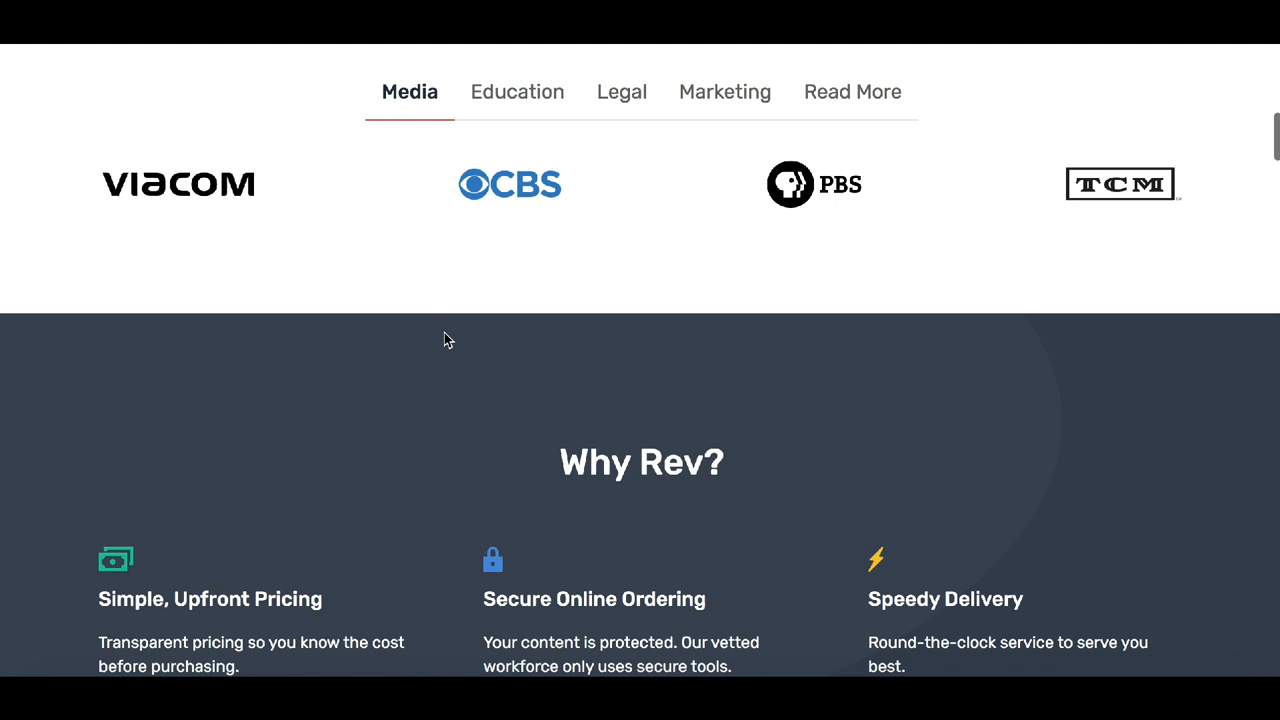 Media Education Legal Marketing Read More
VIACOM CBS PBS TCM
Why Rev?
Simple, Upfront Pricing
Transparent pricing so you know the cost
before purchasing.
Secure Online Ordering
Your content is protected. Our vetted
workforce only uses secure tools.
Speedy Delivery
Round-the-clock service to serve you
best.